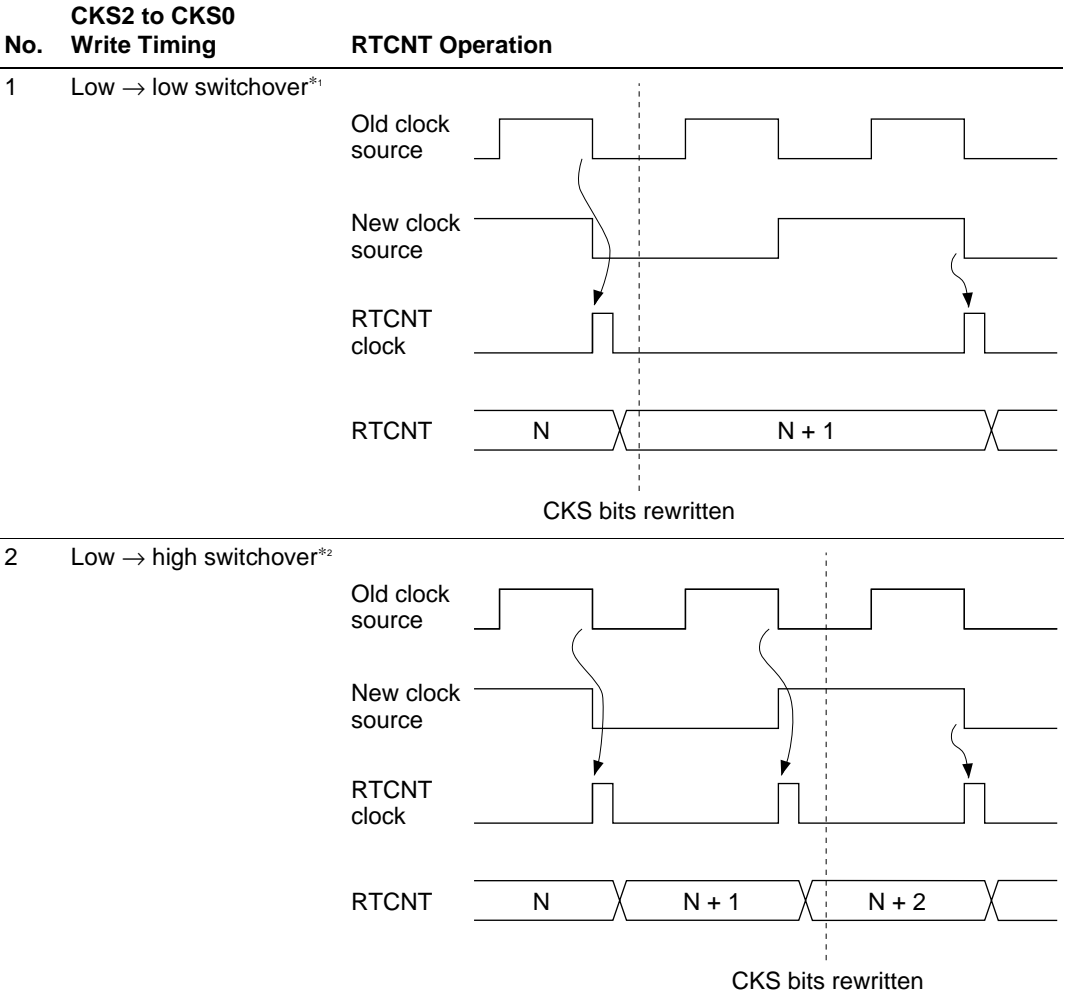 CKS2 to CKS0
No. Write Timing RTCNT Operation
1 Low → low switchover*1
Old clock
source
New clock
source
RTCNT
clock
RTCNT N N + 1
CKS bits rewritten
2 Low → high switchover*2
Old clock
source
New clock
source
RTCNT
clock
RTCNT N N + 1 N + 2
CKS bits rewritten